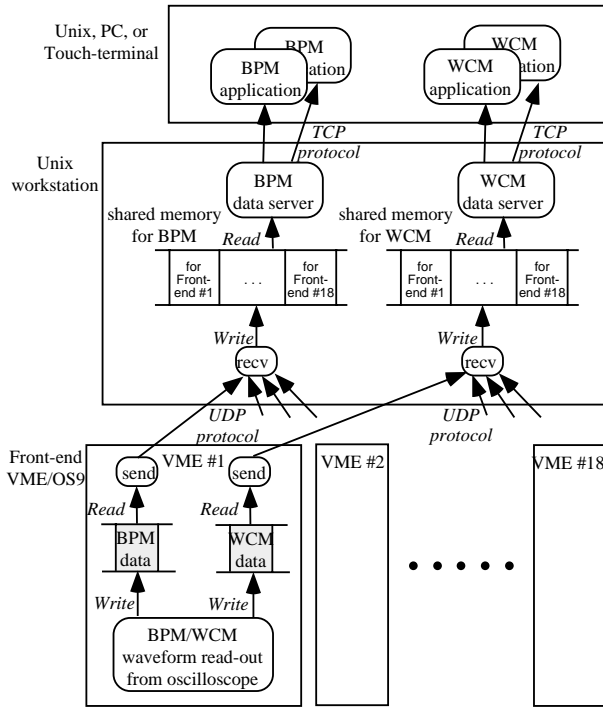 Unix, PC, or
Touch-terminal
BPM
ation
BPM
application
WCM
ation
WCM
application
TCP
protocol
TCP
protocol
Unix
workstation
BPM
data server
WCM
data server
shared memory
for BPM
Read
shared memory
for WCM
Read
for
Front-
end #1
. . .
for
Front-
end #18
for
Front-
end #1
. . .
for
Front-
end #18
Write
Write
recv
recv
UDP
protocol
UDP
protocol
Front-end
VME/OS9
VME #1
VME #2
VME #18
send
send
Read
Read
BPM
data
WCM
data
Write
Write
BPM/WCM
waveform read-out
from oscilloscope